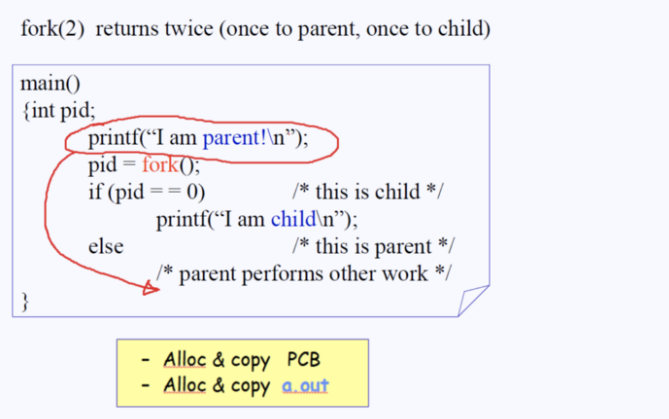 fork(2) returns twice (once to parent, once to child)
main()
{int pid;
printf(“I am parent!\n”);
pid = fork();
if (pid = = 0) /* this is child */
printf(“I am child\n”);
else /* this is parent */
/* parent performs other work */
}
- Alloc & copy PCB
- Alloc & copy a.out